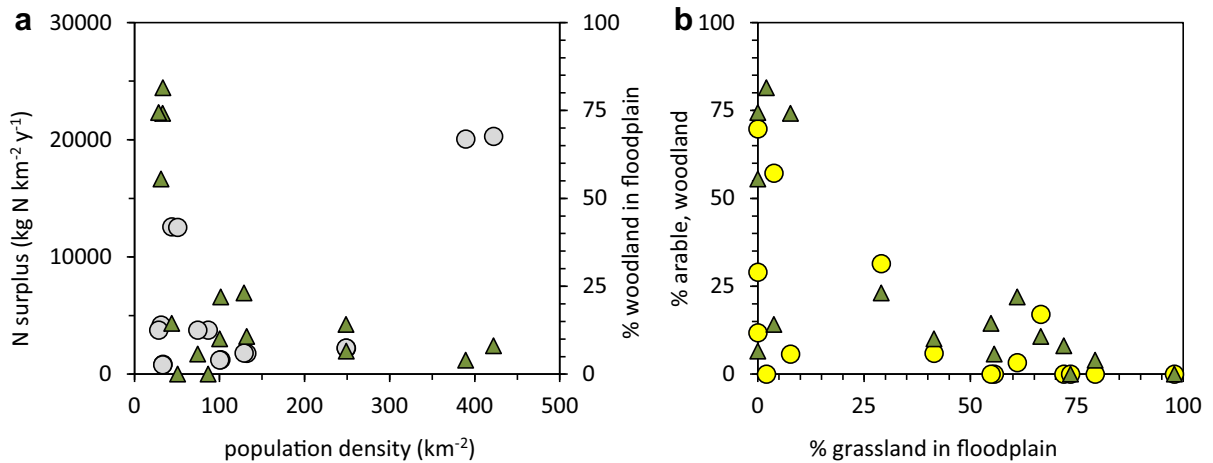 a
30000
20000
10000
0
N surplus (kg N km⁻² y⁻¹)
0 100 200 300 400 500
population density (km⁻²)
100
75
50
25
0
% woodland in floodplain
b
100
75
50
25
0
% arable, woodland
0 25 50 75 100
% grassland in floodplain